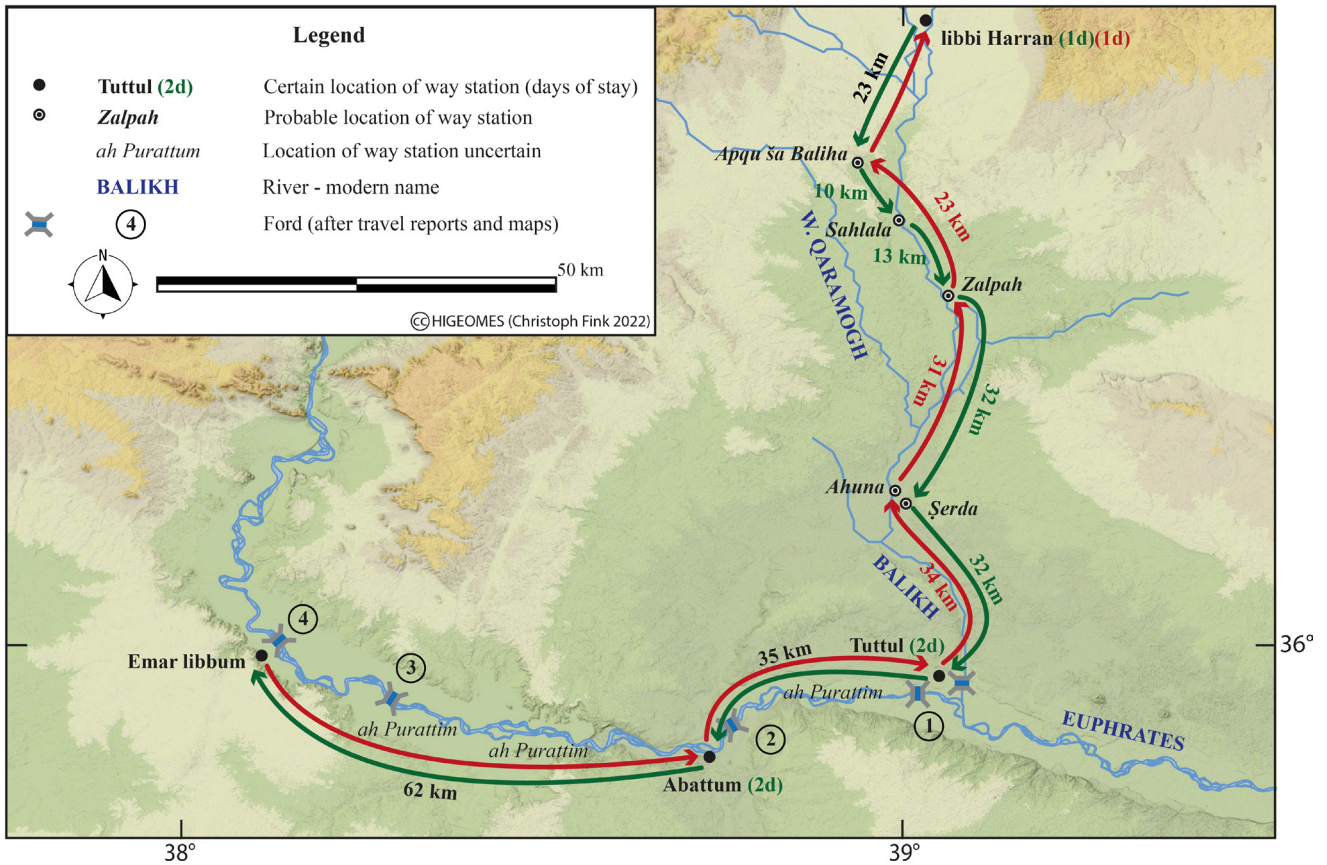 Legend
Tuttul (2d) Certain location of way station (days of stay)
Zalpah Probable location of way station
ah Purattum Location of way station uncertain
BALIKH River - modern name
4 Ford (after travel reports and maps)
N
50 km
cc HIGEOMES (Christoph Fink 2022)
libbi Harran (1d)(1d)
23 km
Apqu ša Baliha
10 km
Sahlala
23 km
13 km
W. QARAMOGH
Zalpah
31 km
32 km
Ahuna
Ṣerda
BALIKH
34 km
32 km
4
Emar libbum
3
Tuttul (2d)
36°
35 km
ah Purattim
ah Purattim
ah Purattim
2
1
EUPHRATES
62 km
Abattum (2d)
38°
39°